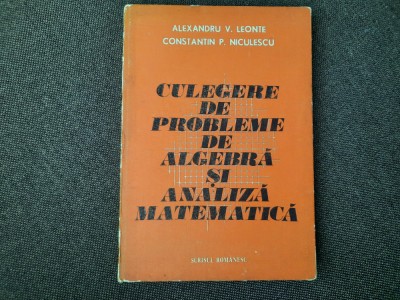 ALEXANDRU V. LEONTE
CONSTANTIN P. NICULESCU
CULEGERE
DE
PROBLEME
DE
ALGEBRĂ
ȘI
ANALIZĂ
MATEMATICĂ
SCRISUL ROMÂNESC